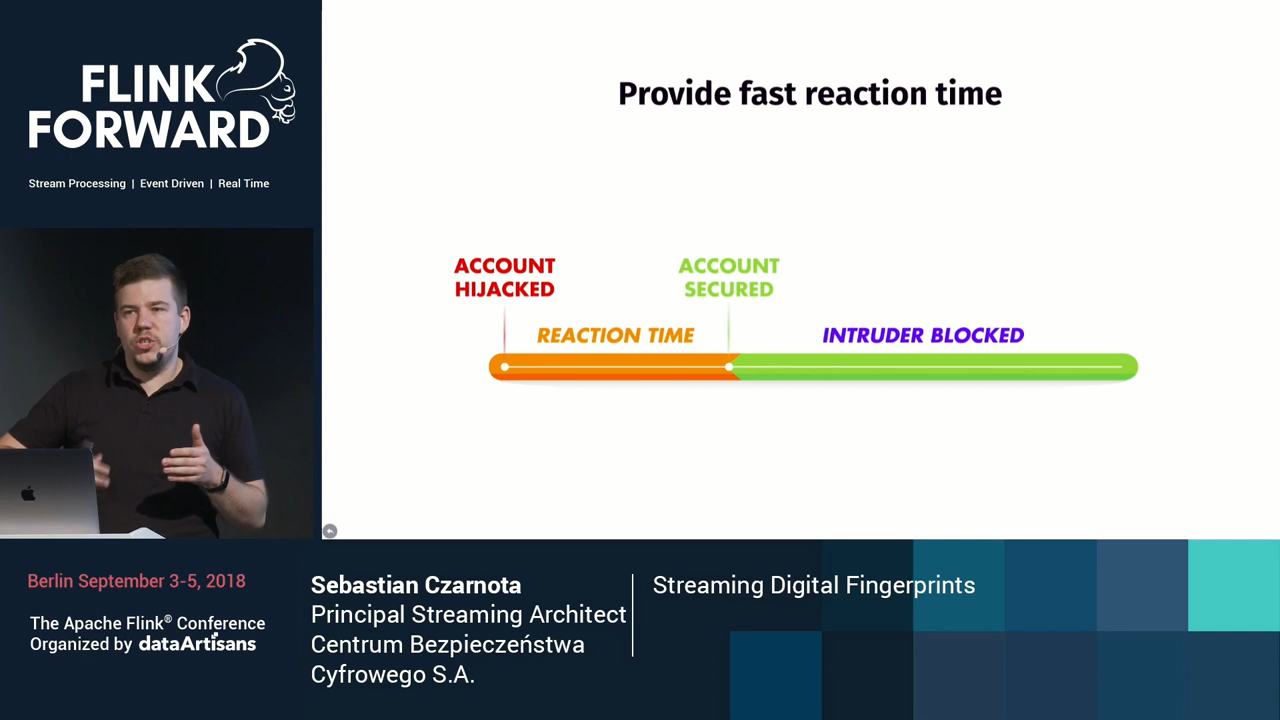 FLINK
FORWARD
Stream Processing | Event Driven | Real Time
Provide fast reaction time
ACCOUNT
HIJACKED
ACCOUNT
SECURED
REACTION TIME
INTRUDER BLOCKED
Berlin September 3-5, 2018
The Apache Flink® Conference
Organized by dataArtisans
Sebastian Czarnota
Principal Streaming Architect
Centrum Bezpieczeństwa
Cyfrowego S.A.
Streaming Digital Fingerprints